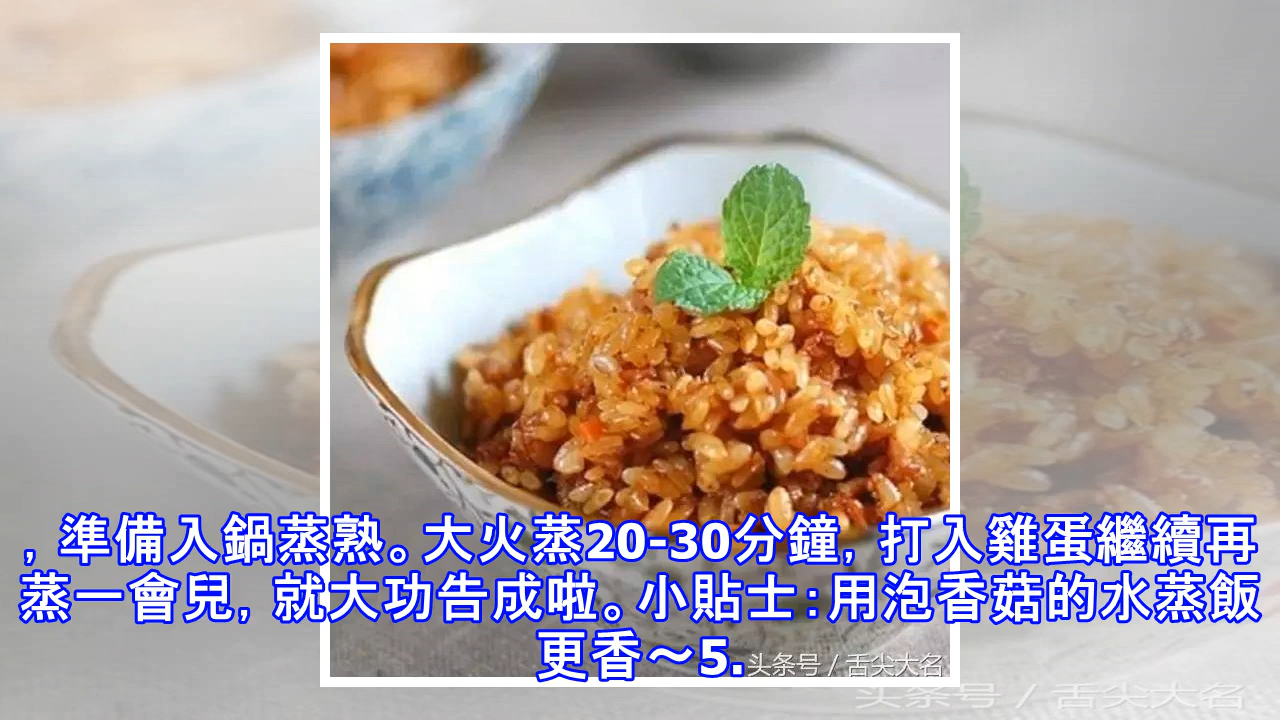 ，準備入鍋蒸熟。大火蒸20-30分鐘，打入雞蛋繼續再
蒸一會兒，就大功告成啦。小貼士：用泡香菇的水蒸飯
更香～5.
头条号 / 舌尖大名
头条号 / 舌尖大名